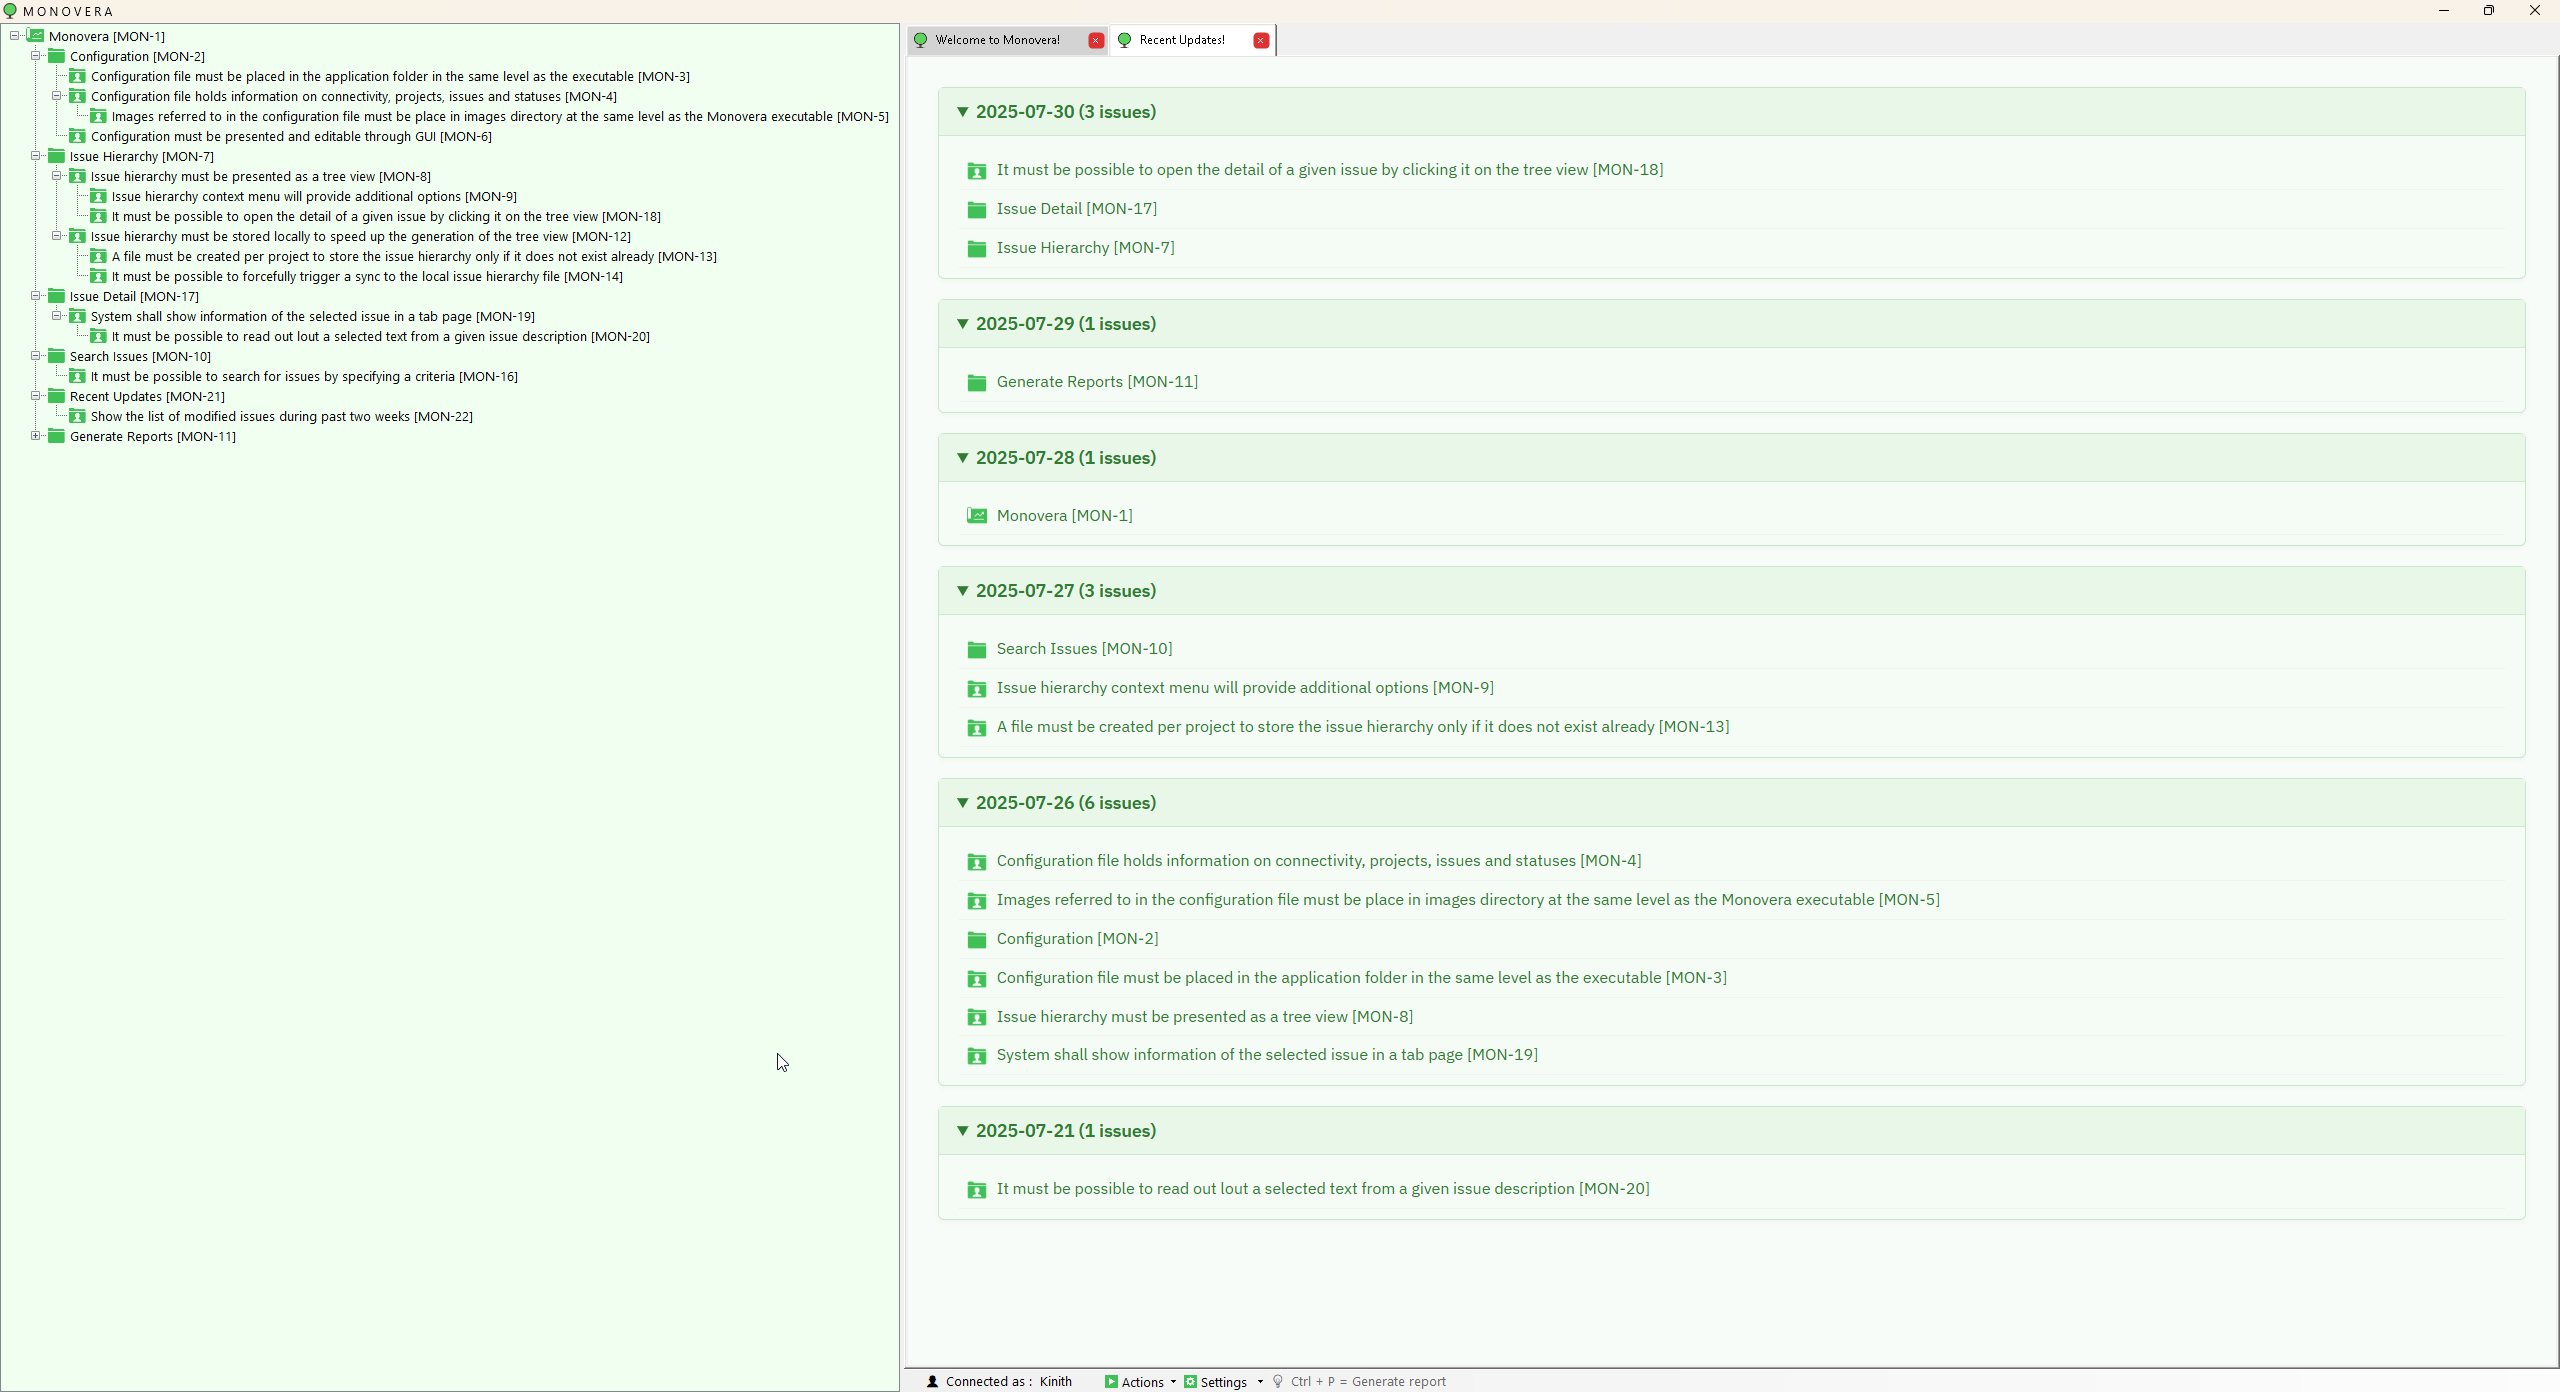 MONOVERA
Monovera [MON-1]
Configuration [MON-2]
Configuration file must be placed in the application folder in the same level as the executable [MON-3]
Configuration file holds information on connectivity, projects, issues and statuses [MON-4]
Images referred to in the configuration file must be place in images directory at the same level as the Monovera executable [MON-5]
Configuration must be presented and editable through GUI [MON-6]
Issue Hierarchy [MON-7]
Issue hierarchy must be presented as a tree view [MON-8]
Issue hierarchy context menu will provide additional options [MON-9]
It must be possible to open the detail of a given issue by clicking it on the tree view [MON-18]
Issue hierarchy must be stored locally to speed up the generation of the tree view [MON-12]
A file must be created per project to store the issue hierarchy only if it does not exist already [MON-13]
It must be possible to forcefully trigger a sync to the local issue hierarchy file [MON-14]
Issue Detail [MON-17]
System shall show information of the selected issue in a tab page [MON-19]
It must be possible to read out lout a selected text from a given issue description [MON-20]
Search Issues [MON-10]
It must be possible to search for issues by specifying a criteria [MON-16]
Recent Updates [MON-21]
Show the list of modified issues during past two weeks [MON-22]
Generate Reports [MON-11]
Welcome to Monovera!
Recent Updates!
2025-07-30 (3 issues)
It must be possible to open the detail of a given issue by clicking it on the tree view [MON-18]
Issue Detail [MON-17]
Issue Hierarchy [MON-7]
2025-07-29 (1 issues)
Generate Reports [MON-11]
2025-07-28 (1 issues)
Monovera [MON-1]
2025-07-27 (3 issues)
Search Issues [MON-10]
Issue hierarchy context menu will provide additional options [MON-9]
A file must be created per project to store the issue hierarchy only if it does not exist already [MON-13]
2025-07-26 (6 issues)
Configuration file holds information on connectivity, projects, issues and statuses [MON-4]
Images referred to in the configuration file must be place in images directory at the same level as the Monovera executable [MON-5]
Configuration [MON-2]
Configuration file must be placed in the application folder in the same level as the executable [MON-3]
Issue hierarchy must be presented as a tree view [MON-8]
System shall show information of the selected issue in a tab page [MON-19]
2025-07-21 (1 issues)
It must be possible to read out lout a selected text from a given issue description [MON-20]
Connected as : Kinith Actions Settings Ctrl + P = Generate report